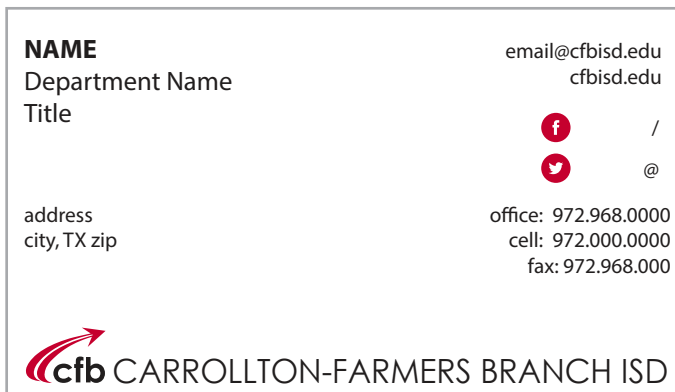 NAME
Department Name
Title
email@cfbisd.edu
cfbisd.edu
f /
@
address
city, TX zip
office: 972.968.0000
cell: 972.000.0000
fax: 972.968.000
cfb CARROLLTON-FARMERS BRANCH ISD